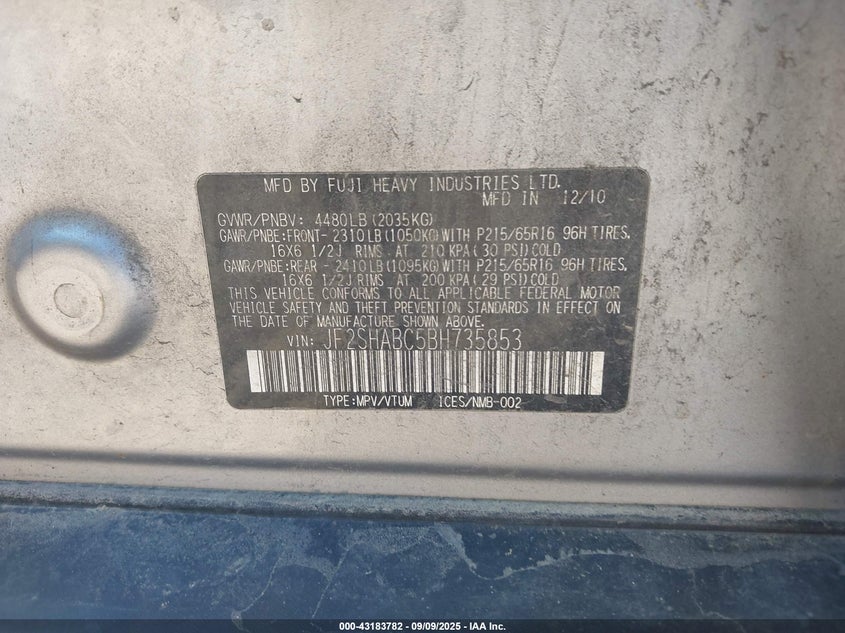 MFD BY FUJI HEAVY INDUSTRIES LTD.
MFD IN 12/10
GVWR/PNBV: 4480LB(2035KG)
GAWR/PNBE:FRONT- 2310LB(1050KG)WITH P215/65R16 96H TIRES,
16X6 1/2J RIMS AT 210 KPA(30 PSI)COLD
GAWR/PNBE:REAR - 2410LB(1095KG)WITH P215/65R16 96H TIRES,
16X6 1/2J RIMS AT 200 KPA(29 PSI)COLD
THIS VEHICLE CONFORMS TO ALL APPLICABLE FEDERAL MOTOR
VEHICLE SAFETY AND THEFT PREVENTION STANDARDS IN EFFECT ON
THE DATE OF MANUFACTURE SHOWN ABOVE.
VIN: JF2SHABC5BH735853
TYPE:MPV/VTUM ICES/NMB-002
000-43183782 - 09/09/2025 - IAA Inc.